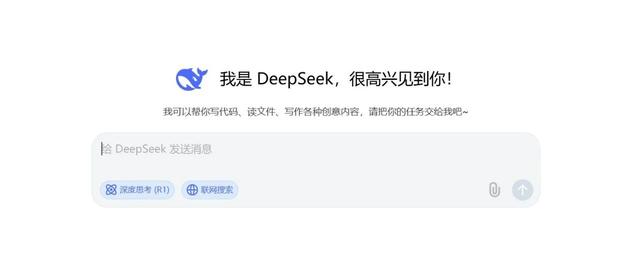 我是 DeepSeek，很高兴见到你！
我可以帮你写代码、读文件、写作各种创意内容，请把你的任务交给我吧~
给 DeepSeek 发送消息
深度思考 (R1) 联网搜索